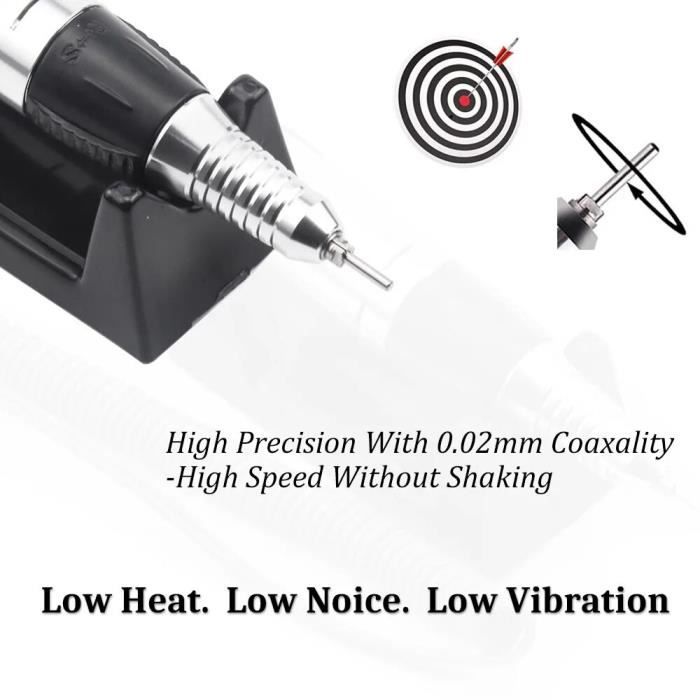 High Precision With 0.02mm Coaxality
-High Speed Without Shaking
Low Heat. Low Noice. Low Vibration